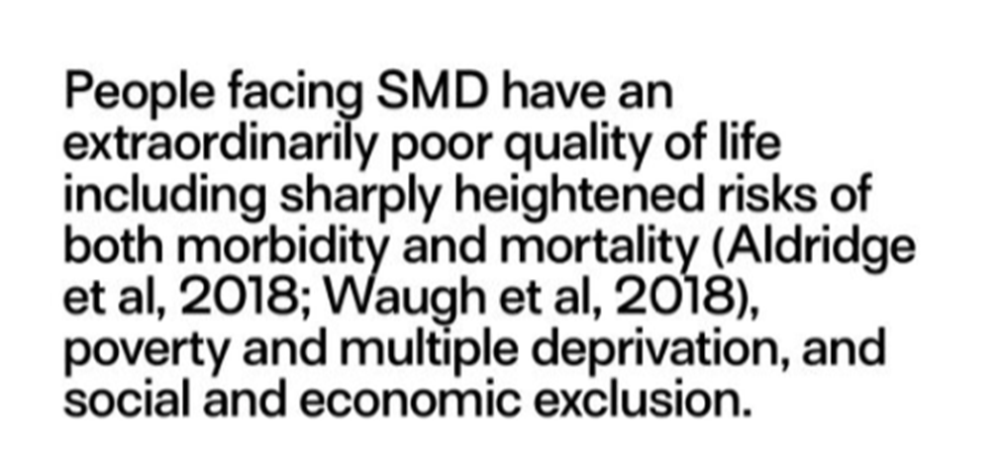 People facing SMD have an
extraordinarily poor quality of life
including sharply heightened risks of
both morbidity and mortality (Aldridge
et al, 2018; Waugh et al, 2018),
poverty and multiple deprivation, and
social and economic exclusion.